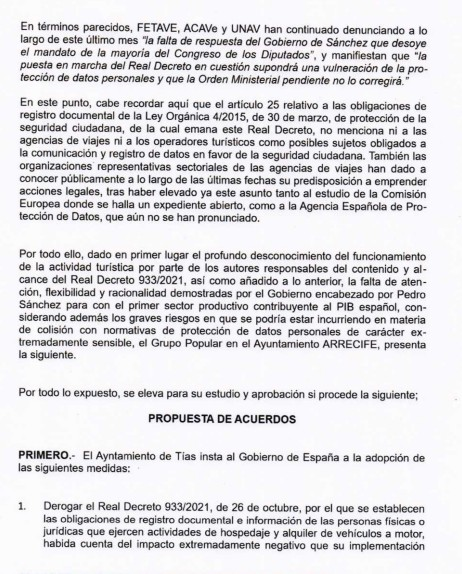 En términos parecidos, FETAVE, ACAVe y UNAV han continuado denunciando a lo
largo de este último mes "la falta de respuesta del Gobierno de Sánchez que desoye
el mandato de la mayoría del Congreso de los Diputados", y manifiestan que "la
puesta en marcha del Real Decreto en cuestión supondrá una vulneración de la pro-
tección de datos personales y que la Orden Ministerial pendiente no lo corregirá."
En este punto, cabe recordar aquí que el artículo 25 relativo a las obligaciones de
registro documental de la Ley Orgánica 4/2015, de 30 de marzo, de protección de la
seguridad ciudadana, de la cual emana este Real Decreto, no menciona ni a las
agencias de viajes ni a los operadores turísticos como posibles sujetos obligados a
la comunicación y registro de datos en favor de la seguridad ciudadana. También las
organizaciones representativas sectoriales de las agencias de viajes han dado a
conocer públicamente a lo largo de las últimas fechas su predisposición a emprender
acciones legales, tras haber elevado ya este asunto tanto al estudio de la Comisión
Europea donde se halla un expediente abierto, como a la Agencia Española de Pro-
tección de Datos, que aún no se han pronunciado.
Por todo ello, dado en primer lugar el profundo desconocimiento del funcionamiento
de la actividad turística por parte de los autores responsables del contenido y al-
cance del Real Decreto 933/2021, así como añadido a lo anterior, la falta de aten-
ción, flexibilidad y racionalidad demostradas por el Gobierno encabezado por Pedro
Sánchez para con el primer sector productivo contribuyente al PIB español, con-
siderando además los graves riesgos en que se podría estar incurriendo en materia
de colisión con normativas de protección de datos personales de carácter ex-
tremadamente sensible, el Grupo Popular en el Ayuntamiento ARRECIFE, presenta
la siguiente.
Por todo lo expuesto, se eleva para su estudio y aprobación si procede la siguiente;
PROPUESTA DE ACUERDOS
PRIMERO.- El Ayntamiento de Tías insta al Gobierno de España a la adopción de
las siguientes medidas:
1. Derogar el Real Decreto 933/2021, de 26 de octubre, por el que se establecen
las obligaciones de registro documental e información de las personas físicas o
jurídicas que ejercen actividades de hospedaje y alquiler de vehículos a motor,
habida cuenta del impacto extremadamente negativo que su implementación